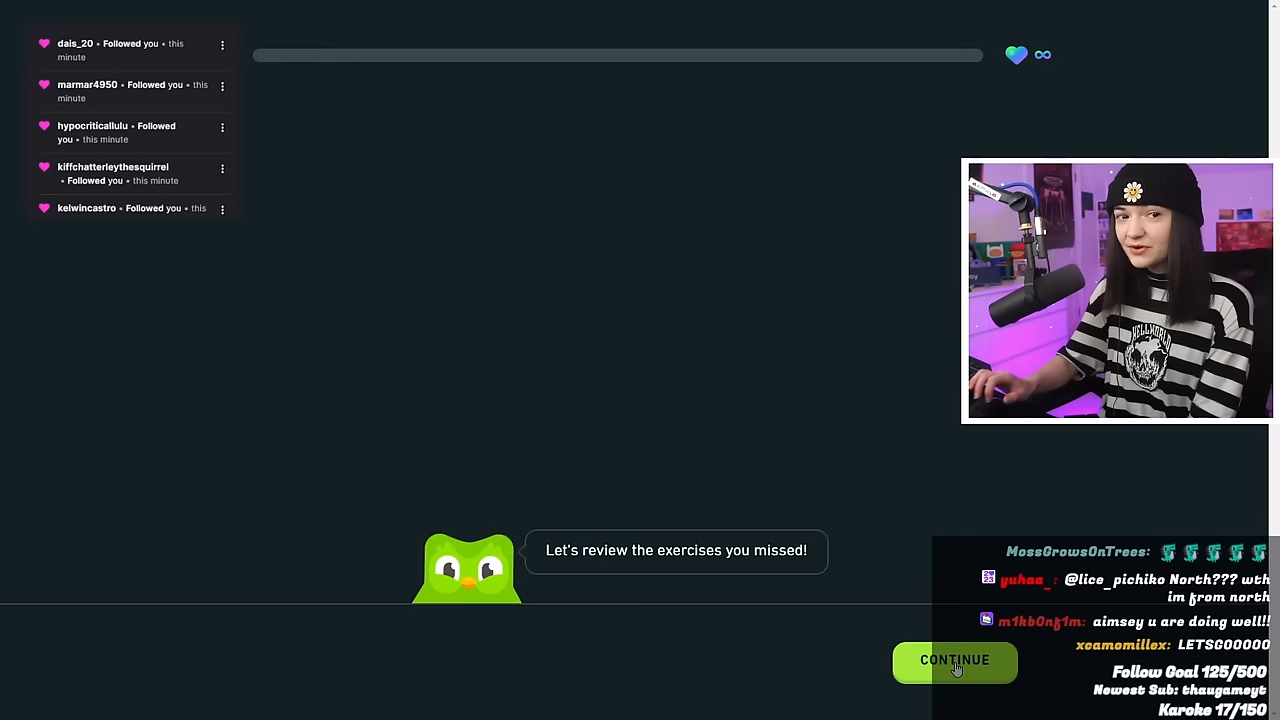 dais_20 • Followed you • this
minute
marmar4950 • Followed you • this
minute
hypocriticallulu • Followed
you • this minute
kiffchatterleythesquirrel
• Followed you • this minute
kelwincastro • Followed you • this
HELLWORLD
Let's review the exercises you missed!
CONTINUE
MossGrowsOnTrees:
yuhaa_: @lice_pichiko North??? wth
im from north
m1kb0nf1m: aimsey u are doing well!!
xcamomillex: LETSGOOOOO
Follow Goal 125/500
Newest Sub: thaugameyt
Karoke 17/150